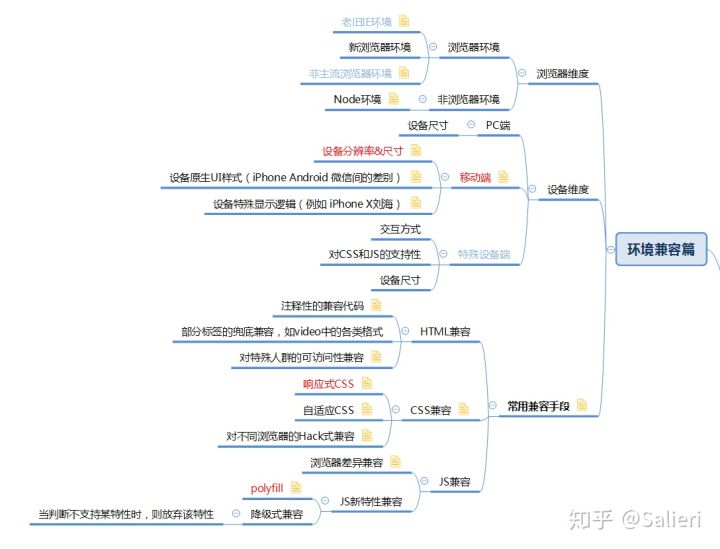 老旧IE环境
新浏览器环境
浏览器环境
非主流浏览器环境
浏览器维度
Node环境
非浏览器环境
设备尺寸
PC端
设备分辨率&尺寸
设备原生UI样式（iPhone Android 微信间的差别）
移动端
设备维度
设备特殊显示逻辑（例如 iPhone X刘海）
交互方式
对CSS和JS的支持性
特殊设备端
设备尺寸
环境兼容篇
注释性的兼容代码
部分标签的兜底兼容，如video中的各类格式
HTML兼容
对特殊人群的可访问性兼容
响应式CSS
自适应CSS
CSS兼容
常用兼容手段
对不同浏览器的Hack式兼容
浏览器差异兼容
JS兼容
polyfill
JS新特性兼容
当判断不支持某特性时，则放弃该特性
降级式兼容
知乎 @Salieri